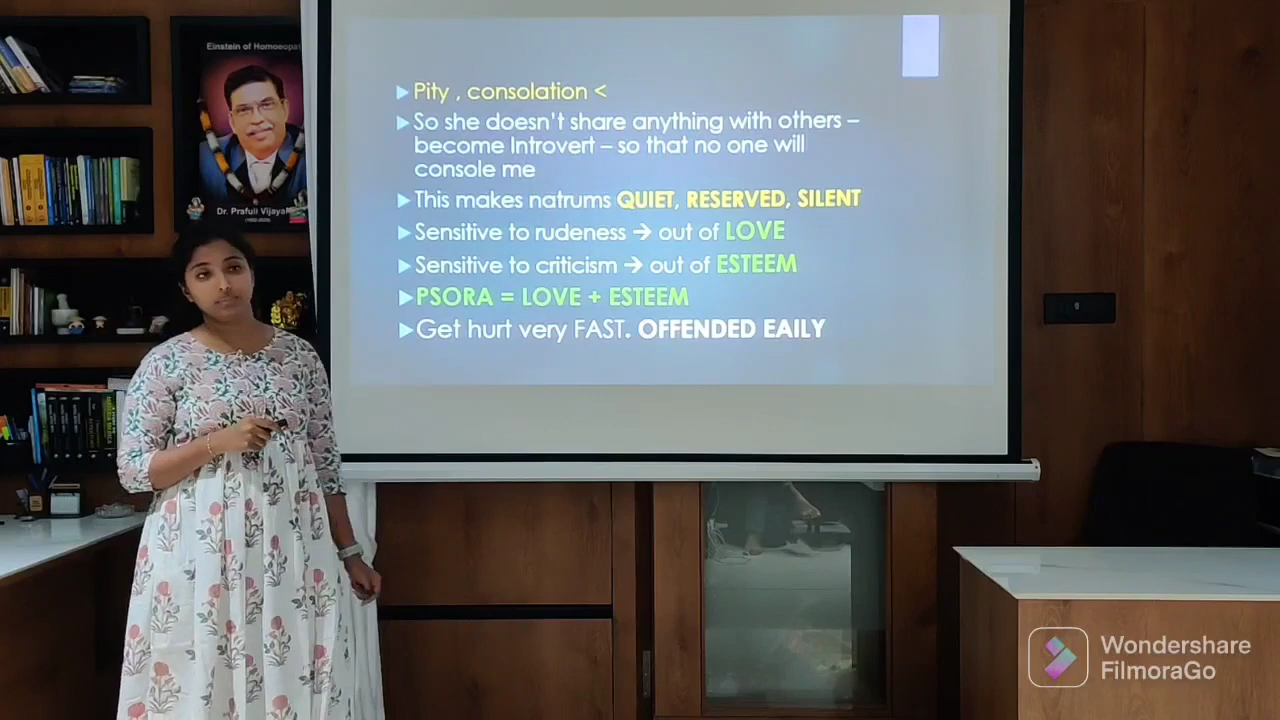 Einstein of Homoeopat
Dr. Prafull Vijayak
▶Pity , consolation <
▶So she doesn't share anything with others –
become Introvert – so that no one will
console me
▶This makes natrums QUIET, RESERVED, SILENT
▶Sensitive to rudeness → out of LOVE
▶Sensitive to criticism → out of ESTEEM
▶PSORA = LOVE + ESTEEM
▶Get hurt very FAST. OFFENDED EAILY
Wondershare
FilmoraGo